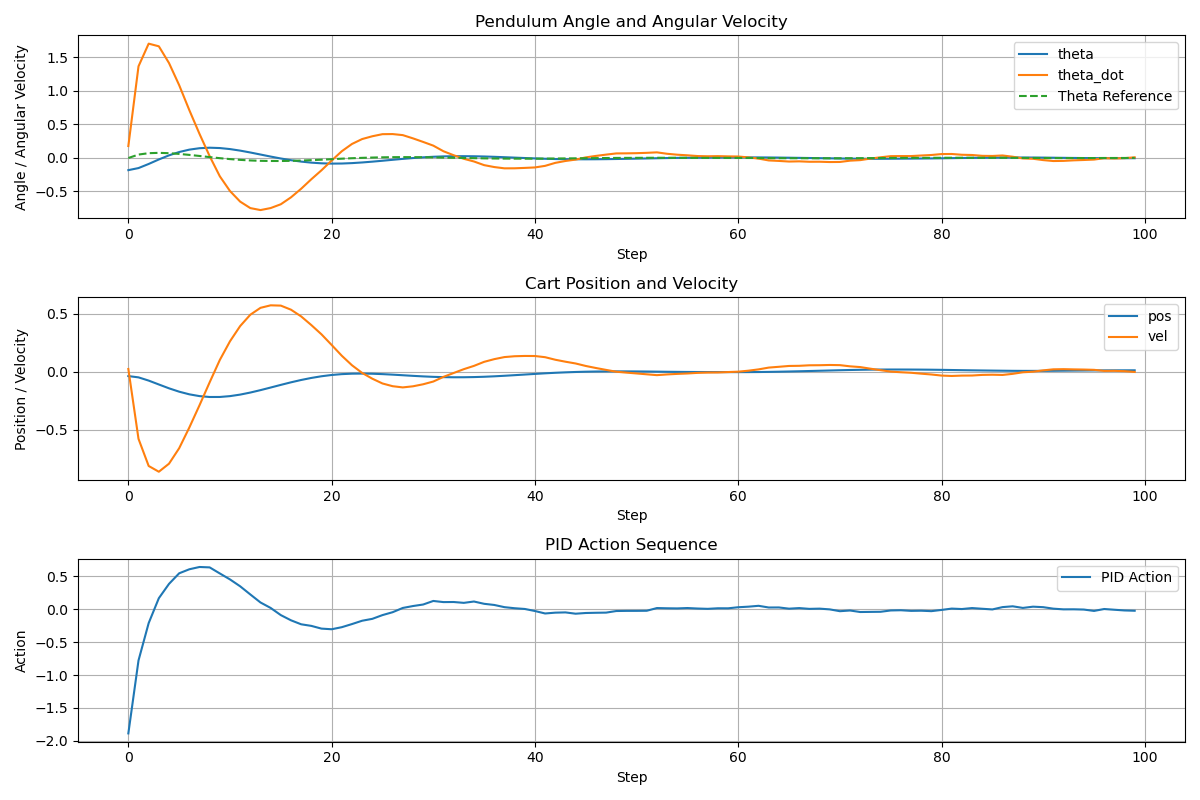 Pendulum Angle and Angular Velocity
Angle / Angular Velocity
1.5
1.0
0.5
0.0
−0.5
theta
theta_dot
Theta Reference
0 20 40 60 80 100
Step
Cart Position and Velocity
Position / Velocity
0.5
0.0
−0.5
pos
vel
0 20 40 60 80 100
Step
PID Action Sequence
Action
0.5
0.0
−0.5
−1.0
−1.5
−2.0
PID Action
0 20 40 60 80 100
Step